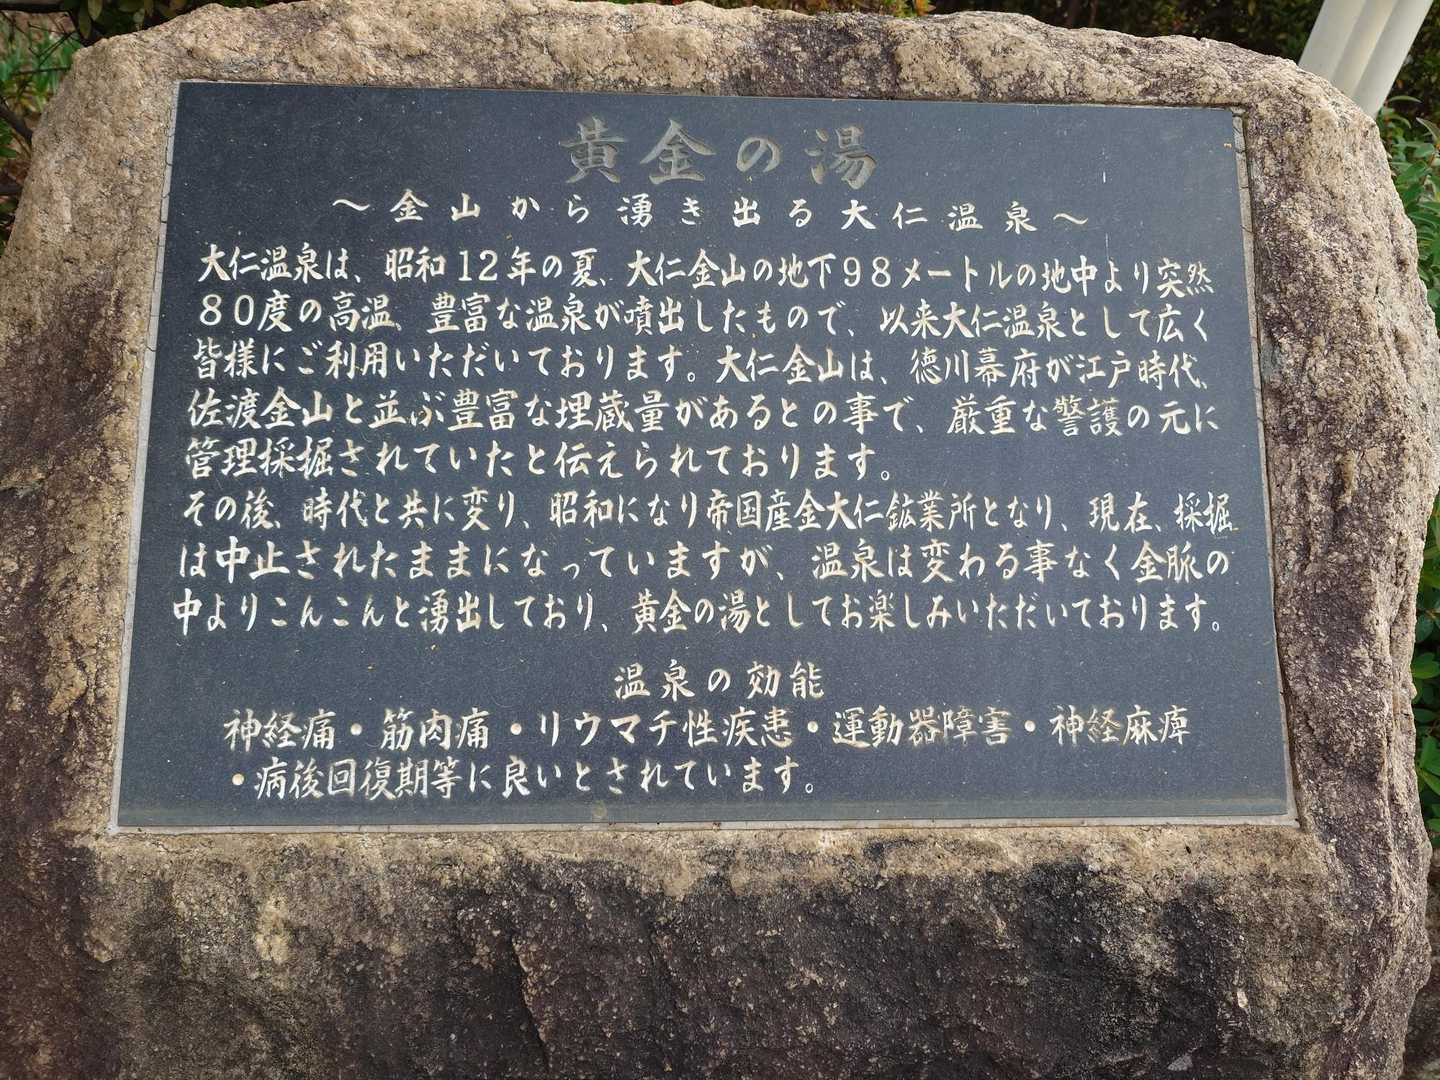 黄金の湯
～金山から湧き出る大仁温泉～
大仁温泉は、昭和12年の夏、大仁金山の地下98メートルの地中より突然
80度の高温、豊富な温泉が噴出したもので、以来大仁温泉として広く
皆様にご利用いただいております。大仁金山は、徳川幕府が江戸時代、
佐渡金山と並ぶ豊富な埋蔵量があるとの事で、厳重な警護の元に
管理採掘されていたと伝えられております。
その後、時代と共に変り、昭和になり帝国産金大仁鉱業所となり、現在、採掘
は中止されたままになっていますが、温泉は変わる事なく金脈の
中よりこんこんと湧出しており、黄金の湯としてお楽しみいただいております。
温泉の効能
神経痛・筋肉痛・リウマチ性疾患・運動器障害・神経麻痺
・病後回復期等に良いとされています。